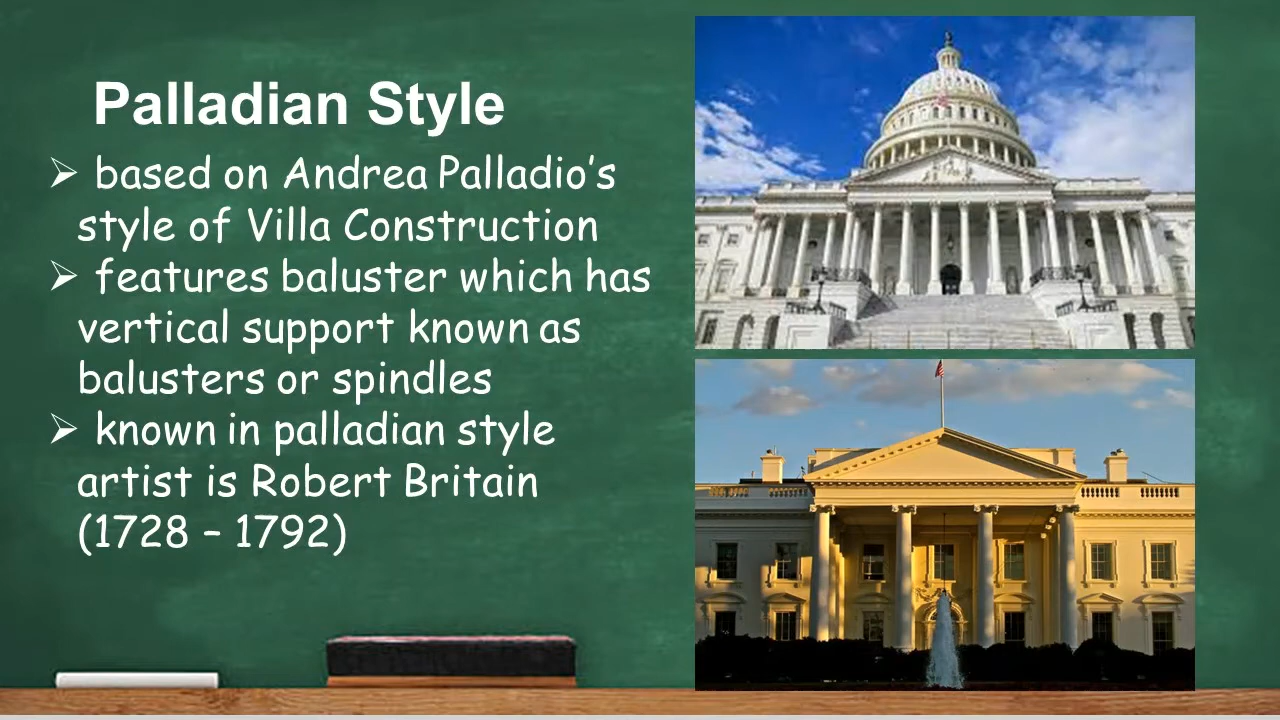 Palladian Style
➢ based on Andrea Palladio's
style of Villa Construction
➢ features baluster which has
vertical support known as
balusters or spindles
➢ known in palladian style
artist is Robert Britain
(1728 – 1792)